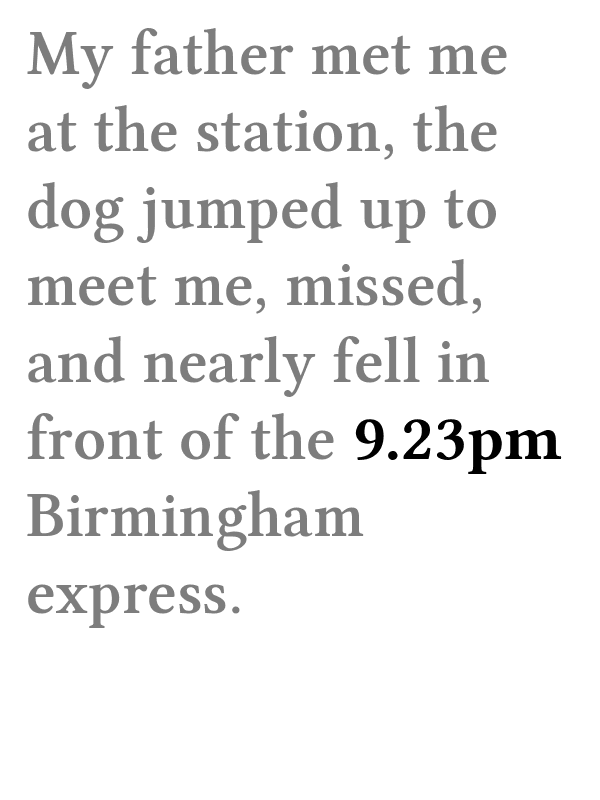 My father met me
at the station, the
dog jumped up to
meet me, missed,
and nearly fell in
front of the 9.23pm
Birmingham
express.